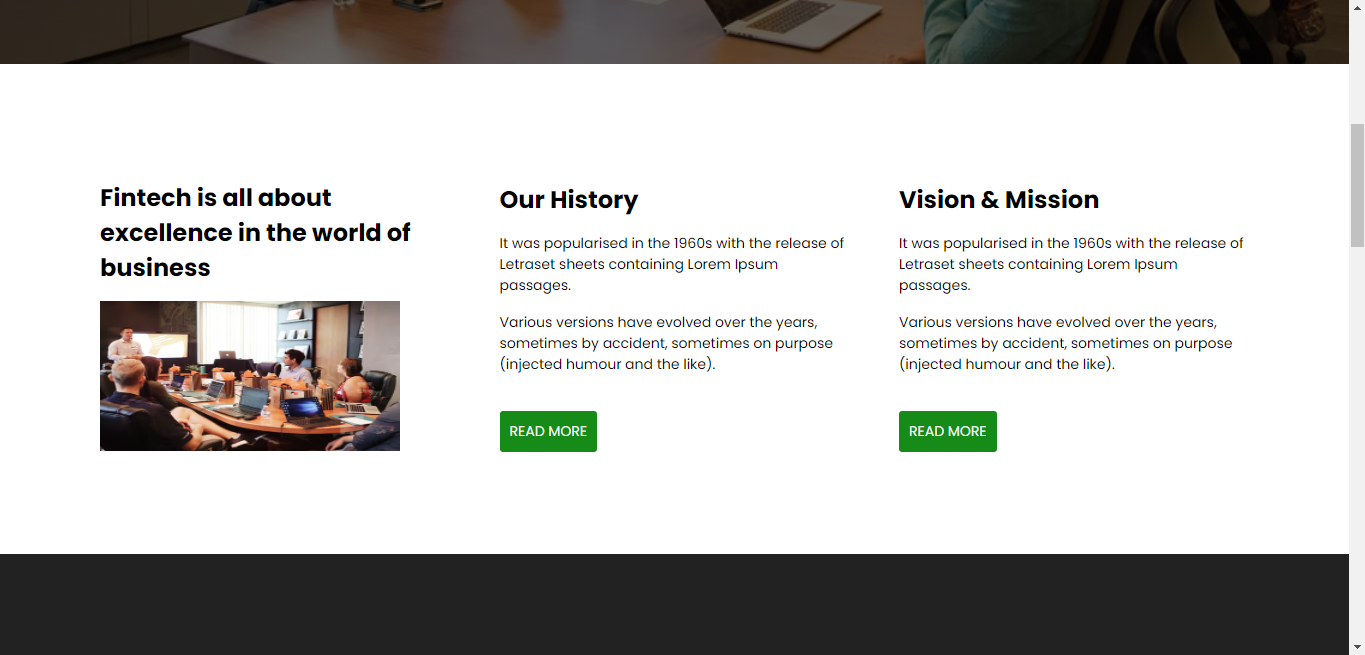 Fintech is all about
excellence in the world of
business
Our History
It was popularised in the 1960s with the release of
Letraset sheets containing Lorem Ipsum
passages.
Various versions have evolved over the years,
sometimes by accident, sometimes on purpose
(injected humour and the like).
READ MORE
Vision & Mission
It was popularised in the 1960s with the release of
Letraset sheets containing Lorem Ipsum
passages.
Various versions have evolved over the years,
sometimes by accident, sometimes on purpose
(injected humour and the like).
READ MORE